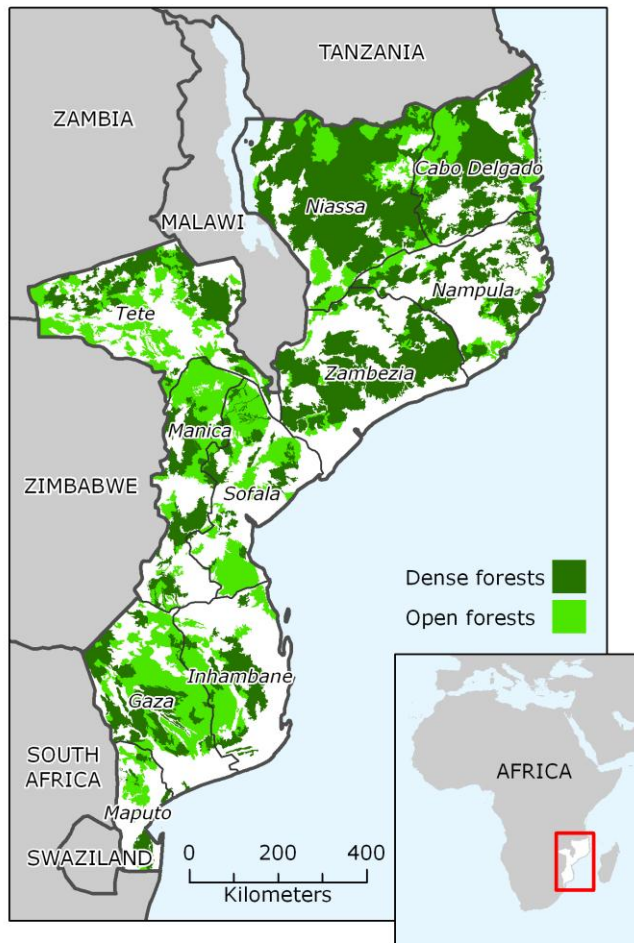 TANZANIA
ZAMBIA
Cabo Delgado
Niassa
MALAWI
Nampula
Tete
Zambezia
Manica
ZIMBABWE
Sofala
Dense forests
Open forests
Inhambane
Gaza
SOUTH
AFRICA
AFRICA
Maputo
SWAZILAND
0 200 400
Kilometers